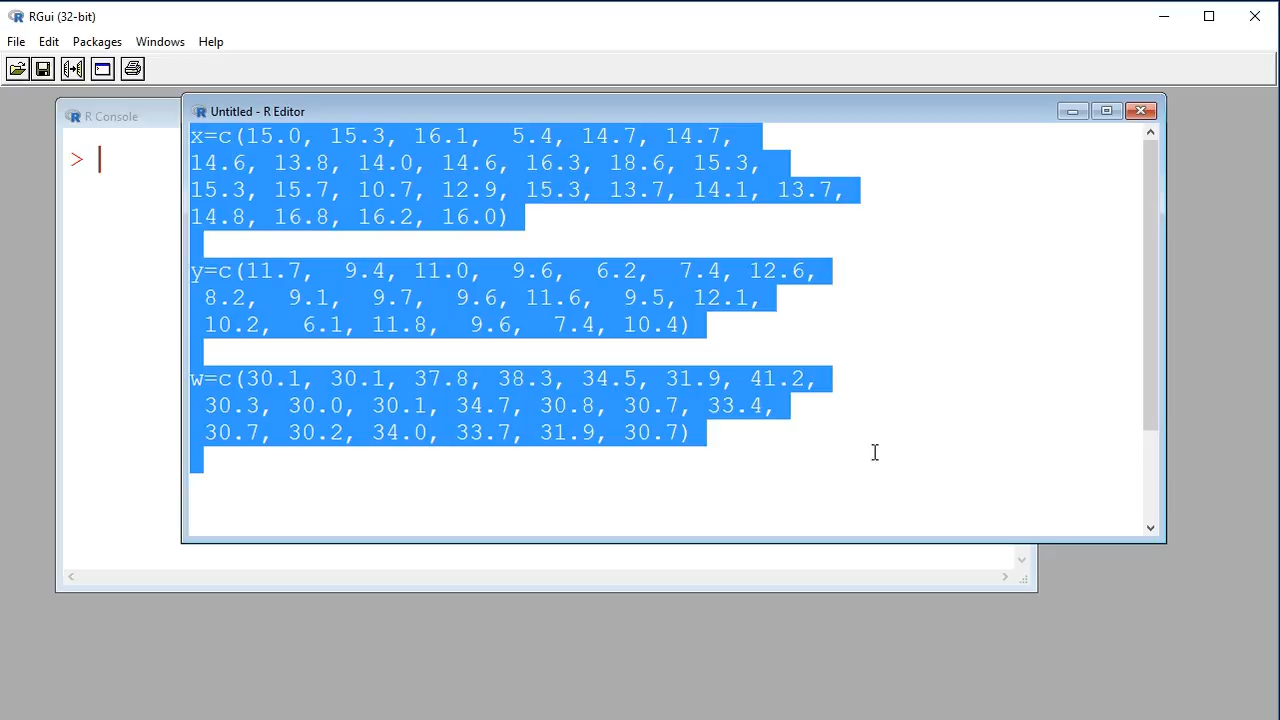 RGui (32-bit)
File Edit Packages Windows Help
R Console
Untitled - R Editor
>
x=c(15.0, 15.3, 16.1, 5.4, 14.7, 14.7,
14.6, 13.8, 14.0, 14.6, 16.3, 18.6, 15.3,
15.3, 15.7, 10.7, 12.9, 15.3, 13.7, 14.1, 13.7,
14.8, 16.8, 16.2, 16.0)
y=c(11.7, 9.4, 11.0, 9.6, 6.2, 7.4, 12.6,
8.2, 9.1, 9.7, 9.6, 11.6, 9.5, 12.1,
10.2, 6.1, 11.8, 9.6, 7.4, 10.4)
w=c(30.1, 30.1, 37.8, 38.3, 34.5, 31.9, 41.2,
30.3, 30.0, 30.1, 34.7, 30.8, 30.7, 33.4,
30.7, 30.2, 34.0, 33.7, 31.9, 30.7)